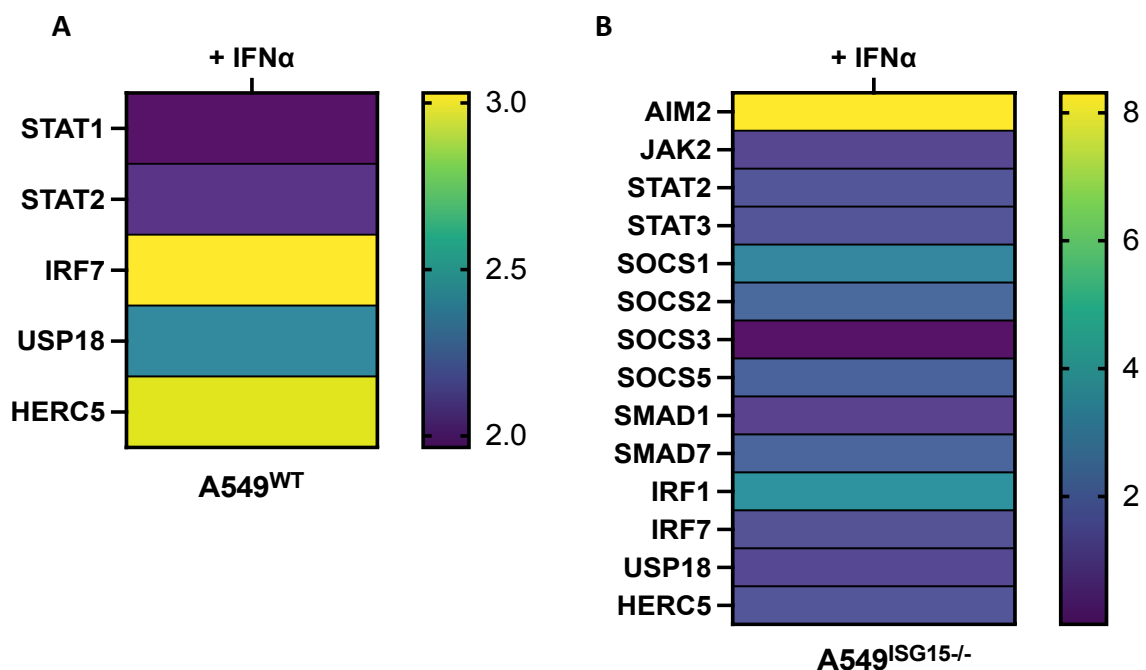 A
+ IFNα
STAT1
STAT2
IRF7
USP18
HERC5
3.0
2.5
2.0
A549WT
B
+ IFNα
AIM2
JAK2
STAT2
STAT3
SOCS1
SOCS2
SOCS3
SOCS5
SMAD1
SMAD7
IRF1
IRF7
USP18
HERC5
8
6
4
2
A549ISG15-/-